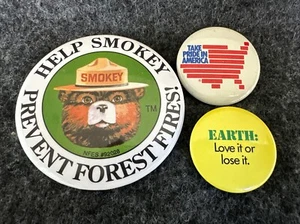 HELP SMOKEY
PREVENT FOREST FIRES!
SMOKEY
TM
TAKE
PRIDE IN
AMERICA
EARTH:
Love it or
lose it.